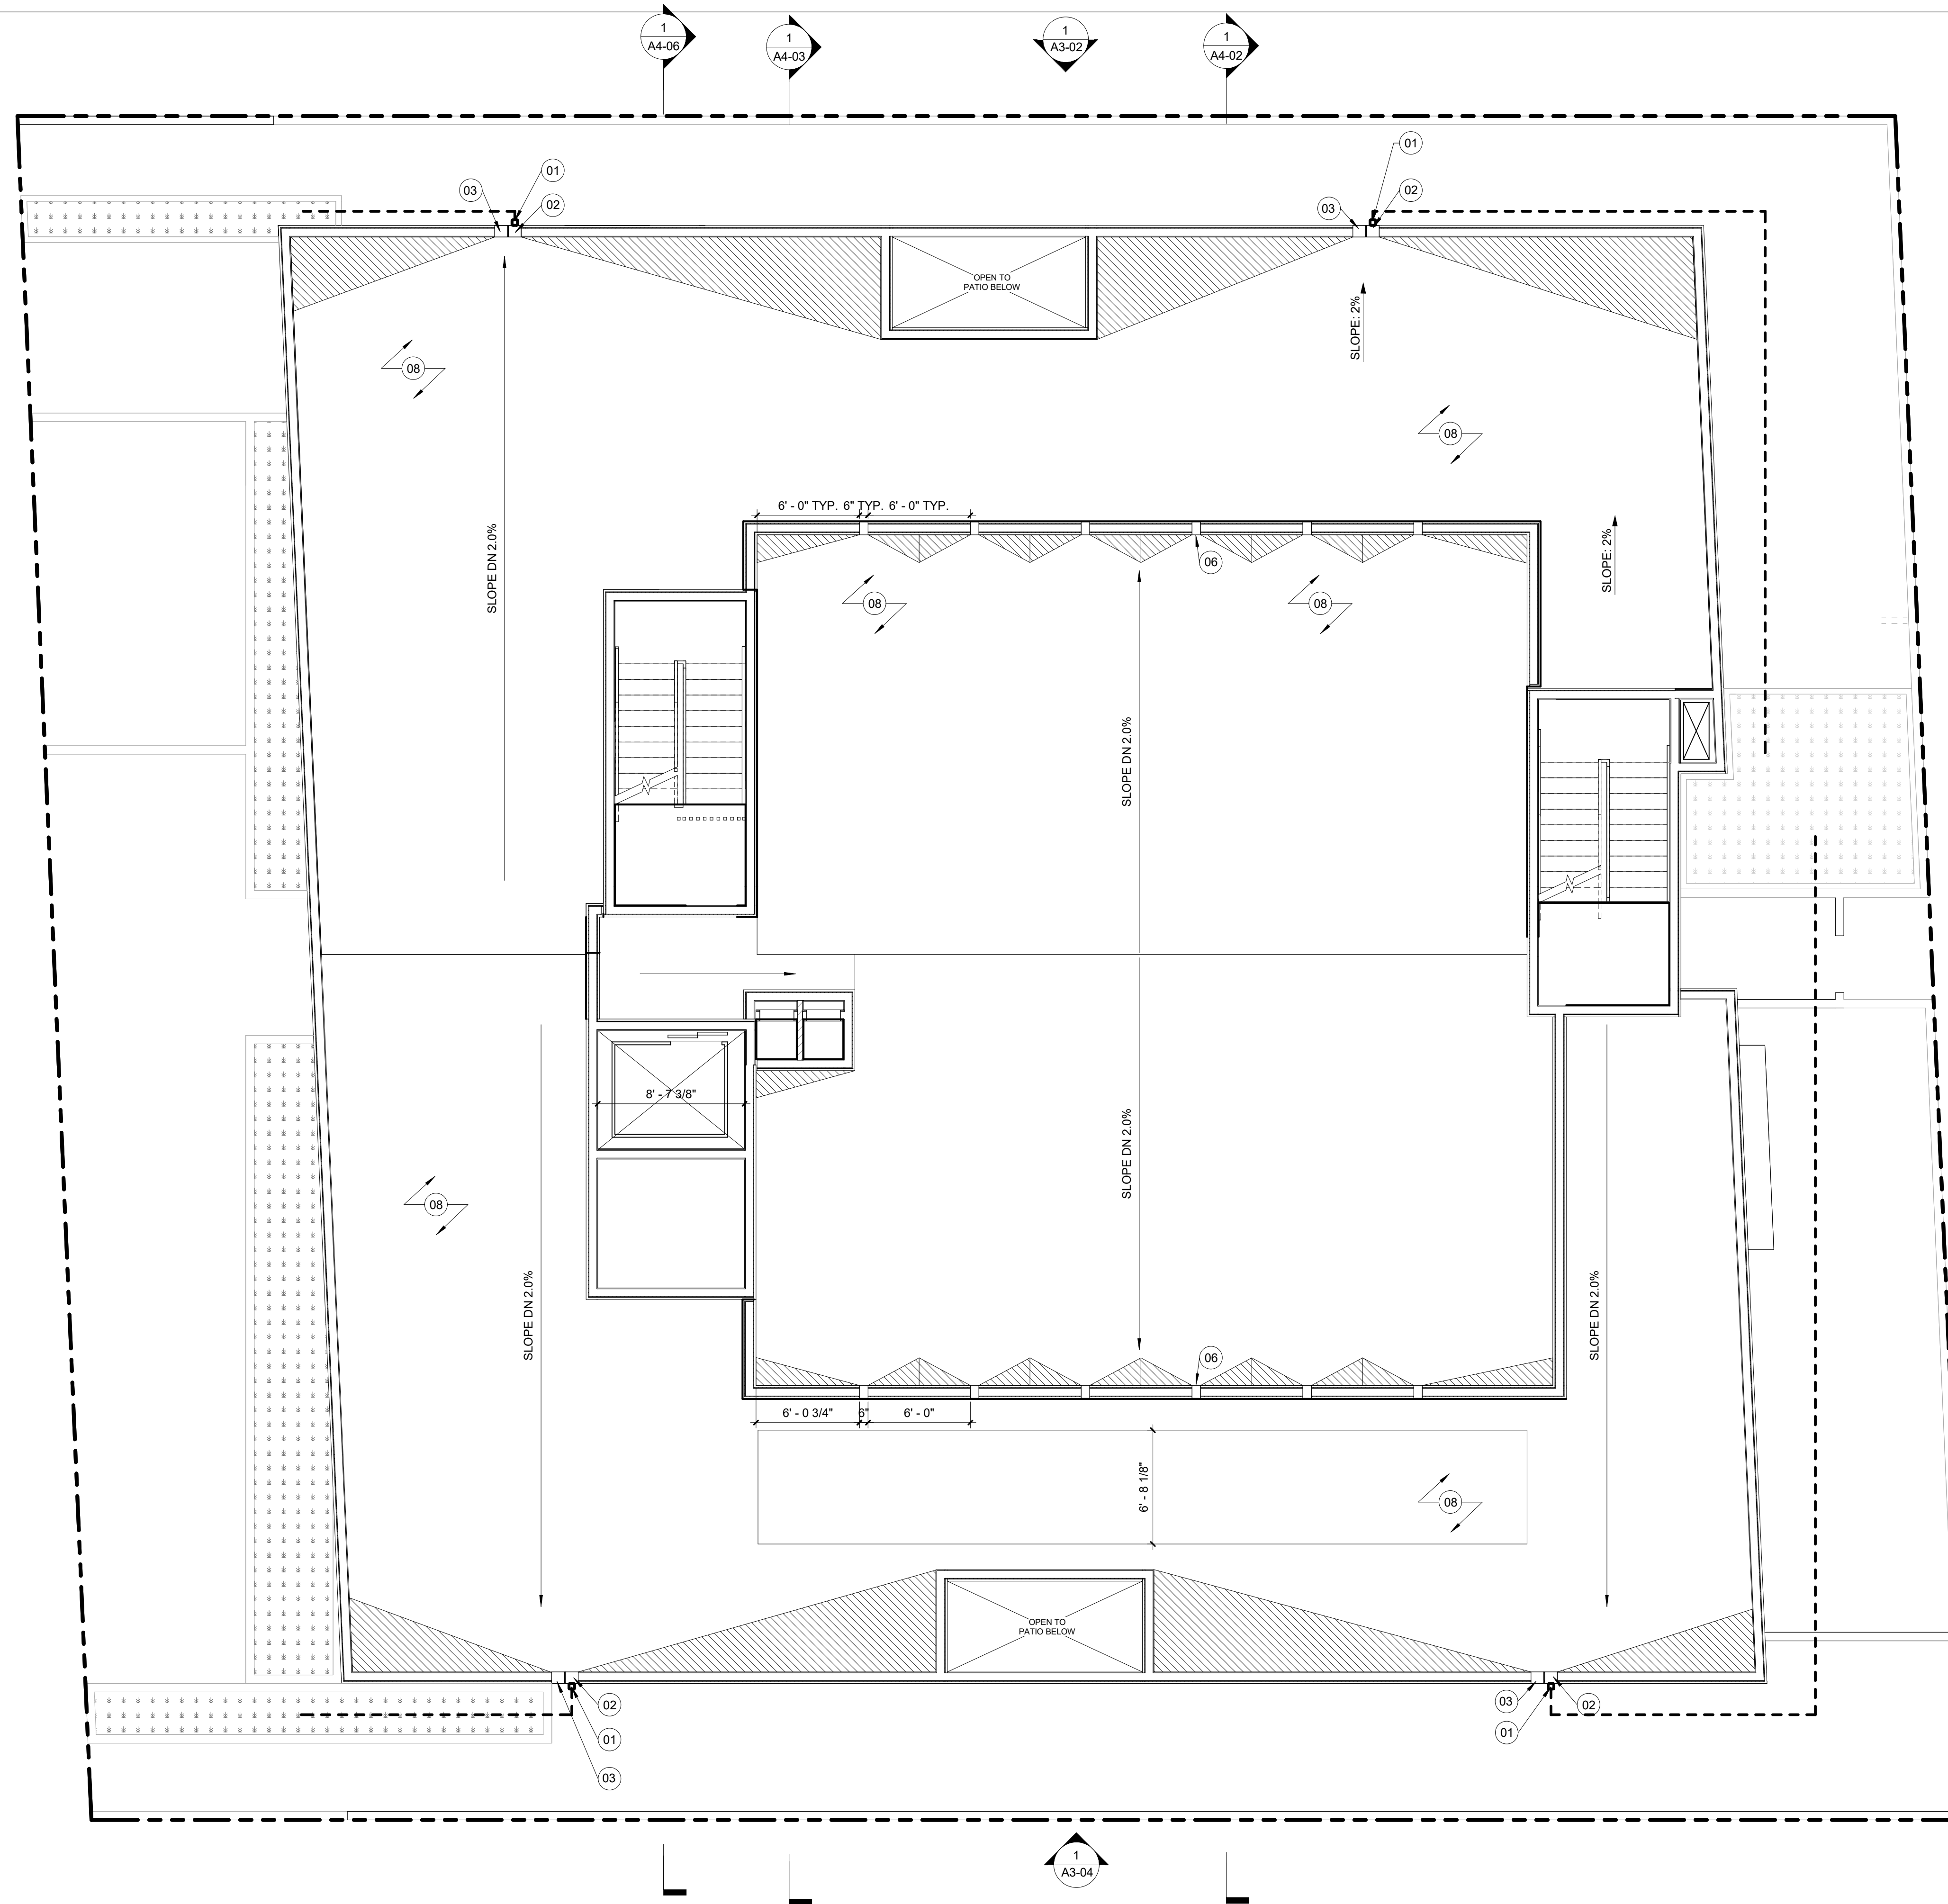 1
A4-06
1
A4-03
1
A3-02
1
A4-02
01
03
02
01
02
03
OPEN TO
PATIO BELOW
SLOPE: 2%
08
08
6' - 0" TYP. 6" TYP. 6' - 0" TYP.
SLOPE DN 2.0%
SLOPE: 2%
06
08
08
SLOPE DN 2.0%
8' - 7 3/8"
SLOPE DN 2.0%
08
SLOPE DN 2.0%
SLOPE DN 2.0%
06
6' - 0 3/4" 6" 6' - 0"
6' - 8 1/8"
08
OPEN TO
PATIO BELOW
02
01
03
03
02
01
1
A3-04